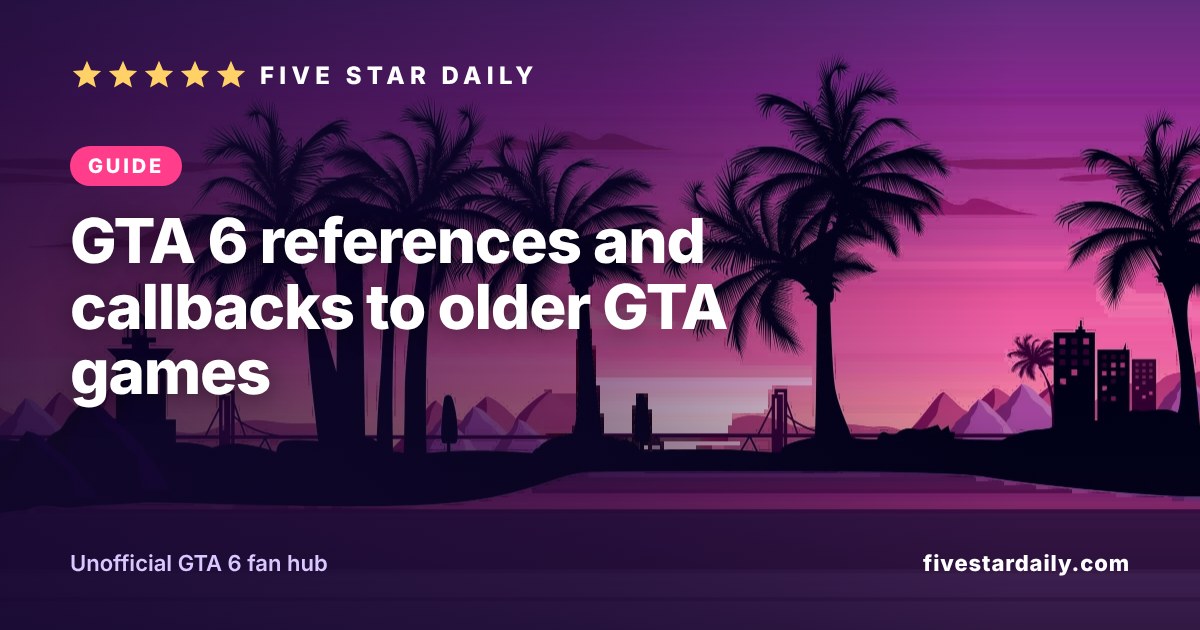 FIVE STAR DAILY
GUIDE
GTA 6 references and
callbacks to older GTA
games
Unofficial GTA 6 fan hub
fivestardaily.com